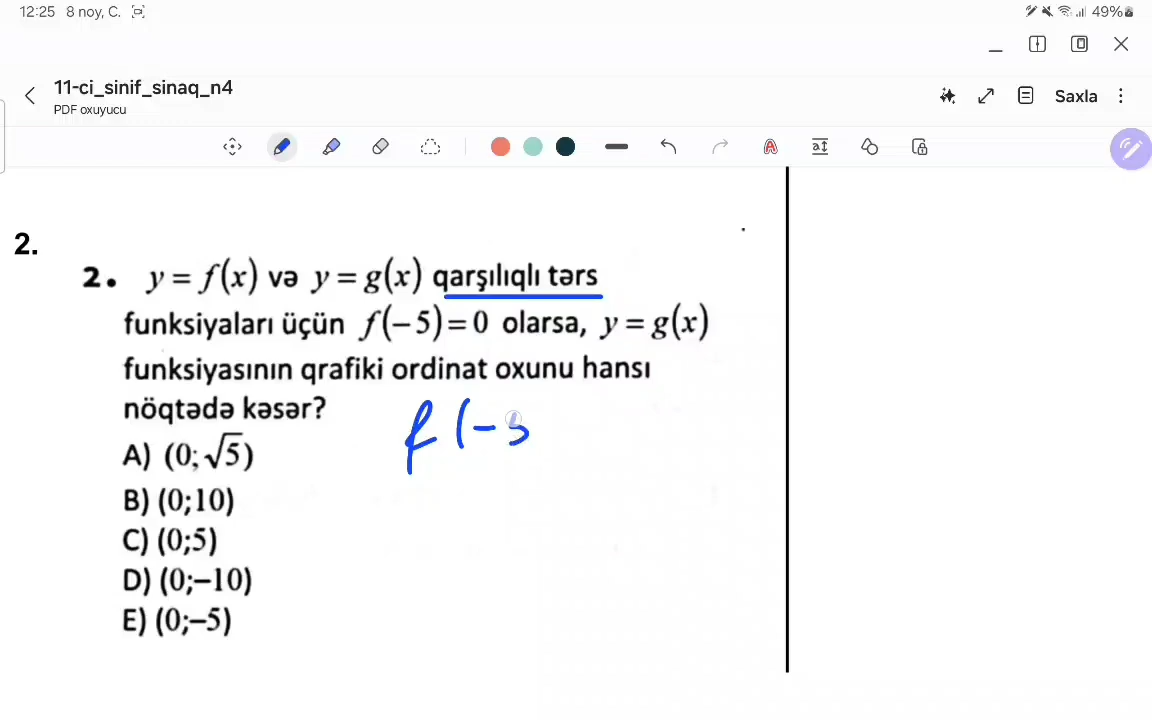 12:25 8 noy, C. 49%
11-ci_sinif_sinaq_n4
PDF oxuyucu
Saxla
2.
2. y = f(x) və y = g(x) qarşılıqlı tərs
funksiyaları üçün f(−5) = 0 olarsa, y = g(x)
funksiyasının qrafiki ordinat oxunu hansı
nöqtədə kəsər?
f(−5
A) (0; √5)
B) (0;10)
C) (0;5)
D) (0;−10)
E) (0;−5)